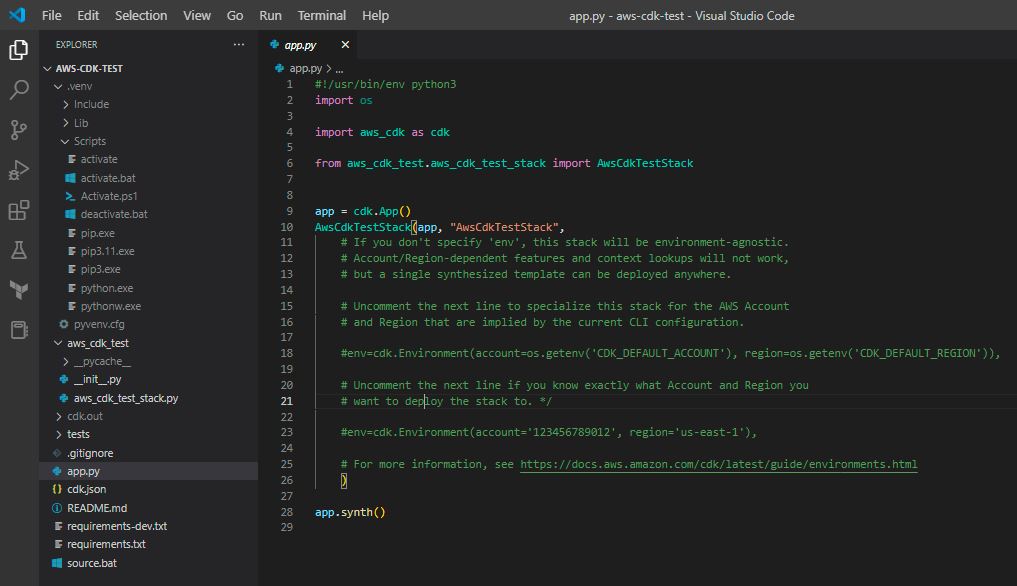 File Edit Selection View Go Run Terminal Help
app.py - aws-cdk-test - Visual Studio Code
EXPLORER
AWS-CDK-TEST
.venv
Include
Lib
Scripts
activate
activate.bat
Activate.ps1
deactivate.bat
pip.exe
pip3.11.exe
pip3.exe
python.exe
pythonw.exe
pyvenv.cfg
aws_cdk_test
__pycache__
__init__.py
aws_cdk_test_stack.py
cdk.out
tests
.gitignore
app.py
cdk.json
README.md
requirements-dev.txt
requirements.txt
source.bat
app.py
app.py > ...
1 #!/usr/bin/env python3
2 import os
3
4 import aws_cdk as cdk
5
6 from aws_cdk_test.aws_cdk_test_stack import AwsCdkTestStack
7
8
9 app = cdk.App()
10 AwsCdkTestStack(app, "AwsCdkTestStack",
11 # If you don't specify 'env', this stack will be environment-agnostic.
12 # Account/Region-dependent features and context lookups will not work,
13 # but a single synthesized template can be deployed anywhere.
14
15 # Uncomment the next line to specialize this stack for the AWS Account
16 # and Region that are implied by the current CLI configuration.
17
18 #env=cdk.Environment(account=os.getenv('CDK_DEFAULT_ACCOUNT'), region=os.getenv('CDK_DEFAULT_REGION')),
19
20 # Uncomment the next line if you know exactly what Account and Region you
21 # want to deploy the stack to. */
22
23 #env=cdk.Environment(account='123456789012', region='us-east-1'),
24
25 # For more information, see https://docs.aws.amazon.com/cdk/latest/guide/environments.html
26 )
27
28 app.synth()
29